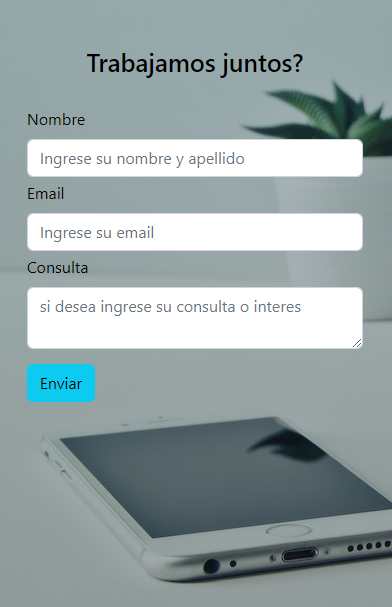 Trabajamos juntos?
Nombre
Ingrese su nombre y apellido
Email
Ingrese su email
Consulta
si desea ingrese su consulta o interes
Enviar